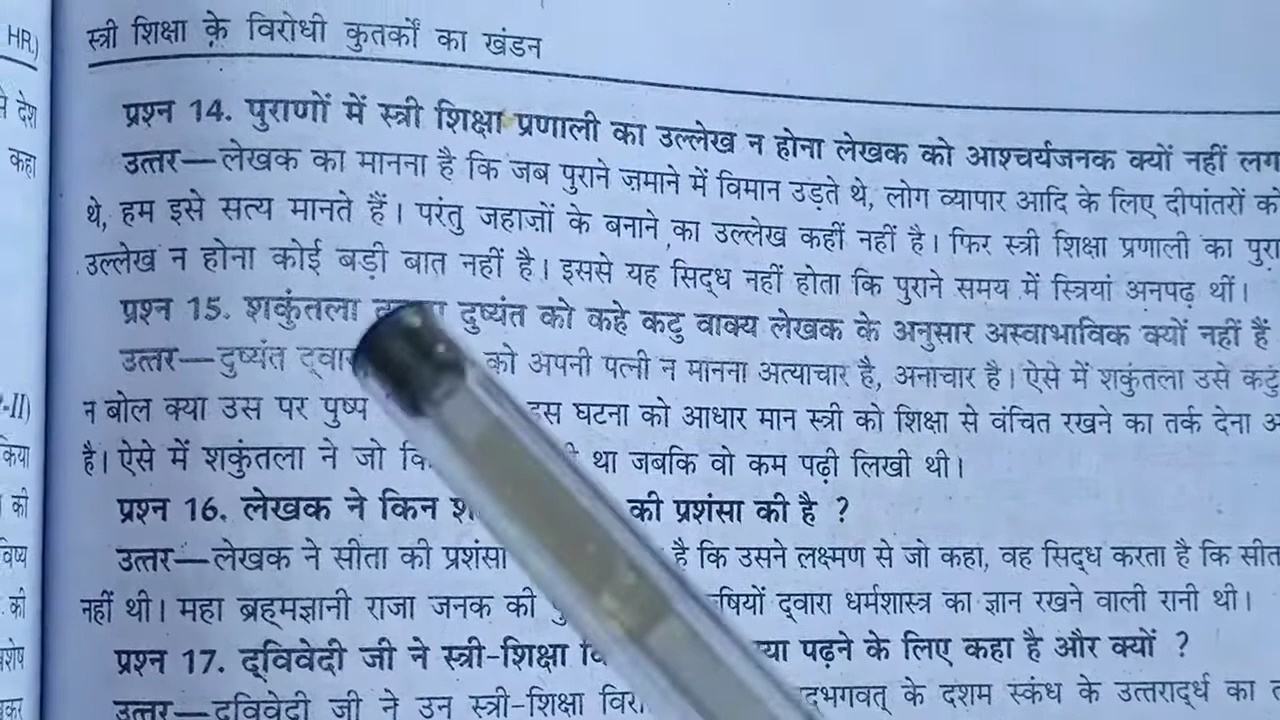 HR.)
स्त्री शिक्षा के विरोधी कुतर्कों का खंडन
देश
कहा
प्रश्न 14. पुराणों में स्त्री शिक्षा प्रणाली का उल्लेख न होना लेखक को आश्चर्यजनक क्यों नहीं लग
उत्तर—लेखक का मानना है कि जब पुराने ज़माने में विमान उड़ते थे, लोग व्यापार आदि के लिए दीपांतरों को
थे, हम इसे सत्य मानते हैं। परंतु जहाज़ों के बनाने का उल्लेख कहीं नहीं है। फिर स्त्री शिक्षा प्रणाली का पुरा
उल्लेख न होना कोई बड़ी बात नहीं है। इससे यह सिद्ध नहीं होता कि पुराने समय में स्त्रियां अनपढ़ थीं।
प्रश्न 15. शकुंतला दुष्यंत को कहे कटु वाक्य लेखक के अनुसार अस्वाभाविक क्यों नहीं हैं
उत्तर—दुष्यंत द्वार को अपनी पत्नी न मानना अत्याचार है, अनाचार है। ऐसे में शकुंतला उसे कटु
न बोल क्या उस पर पुष्प इस घटना को आधार मान स्त्री को शिक्षा से वंचित रखने का तर्क देना
है। ऐसे में शकुंतला ने जो था जबकि वो कम पढ़ी लिखी थी।
-II)
किया
की
प्रश्न 16. लेखक ने किन की प्रशंसा की है ?
उत्तर—लेखक ने सीता की प्रशंसा है कि उसने लक्ष्मण से जो कहा, वह सिद्ध करता है कि सीत
नहीं थी। महा ब्रह्मज्ञानी राजा जनक की षियों द्वारा धर्मशास्त्र का ज्ञान रखने वाली रानी थी।
की
प्रश्न 17. द्विवेदी जी ने स्त्री-शिक्षा या पढ़ने के लिए कहा है और क्यों ?
उत्तर—द्विवेदी जी ने उन स्त्री-शिक्षा दभगवत् के दशम स्कंध के उत्तरार्द्ध का